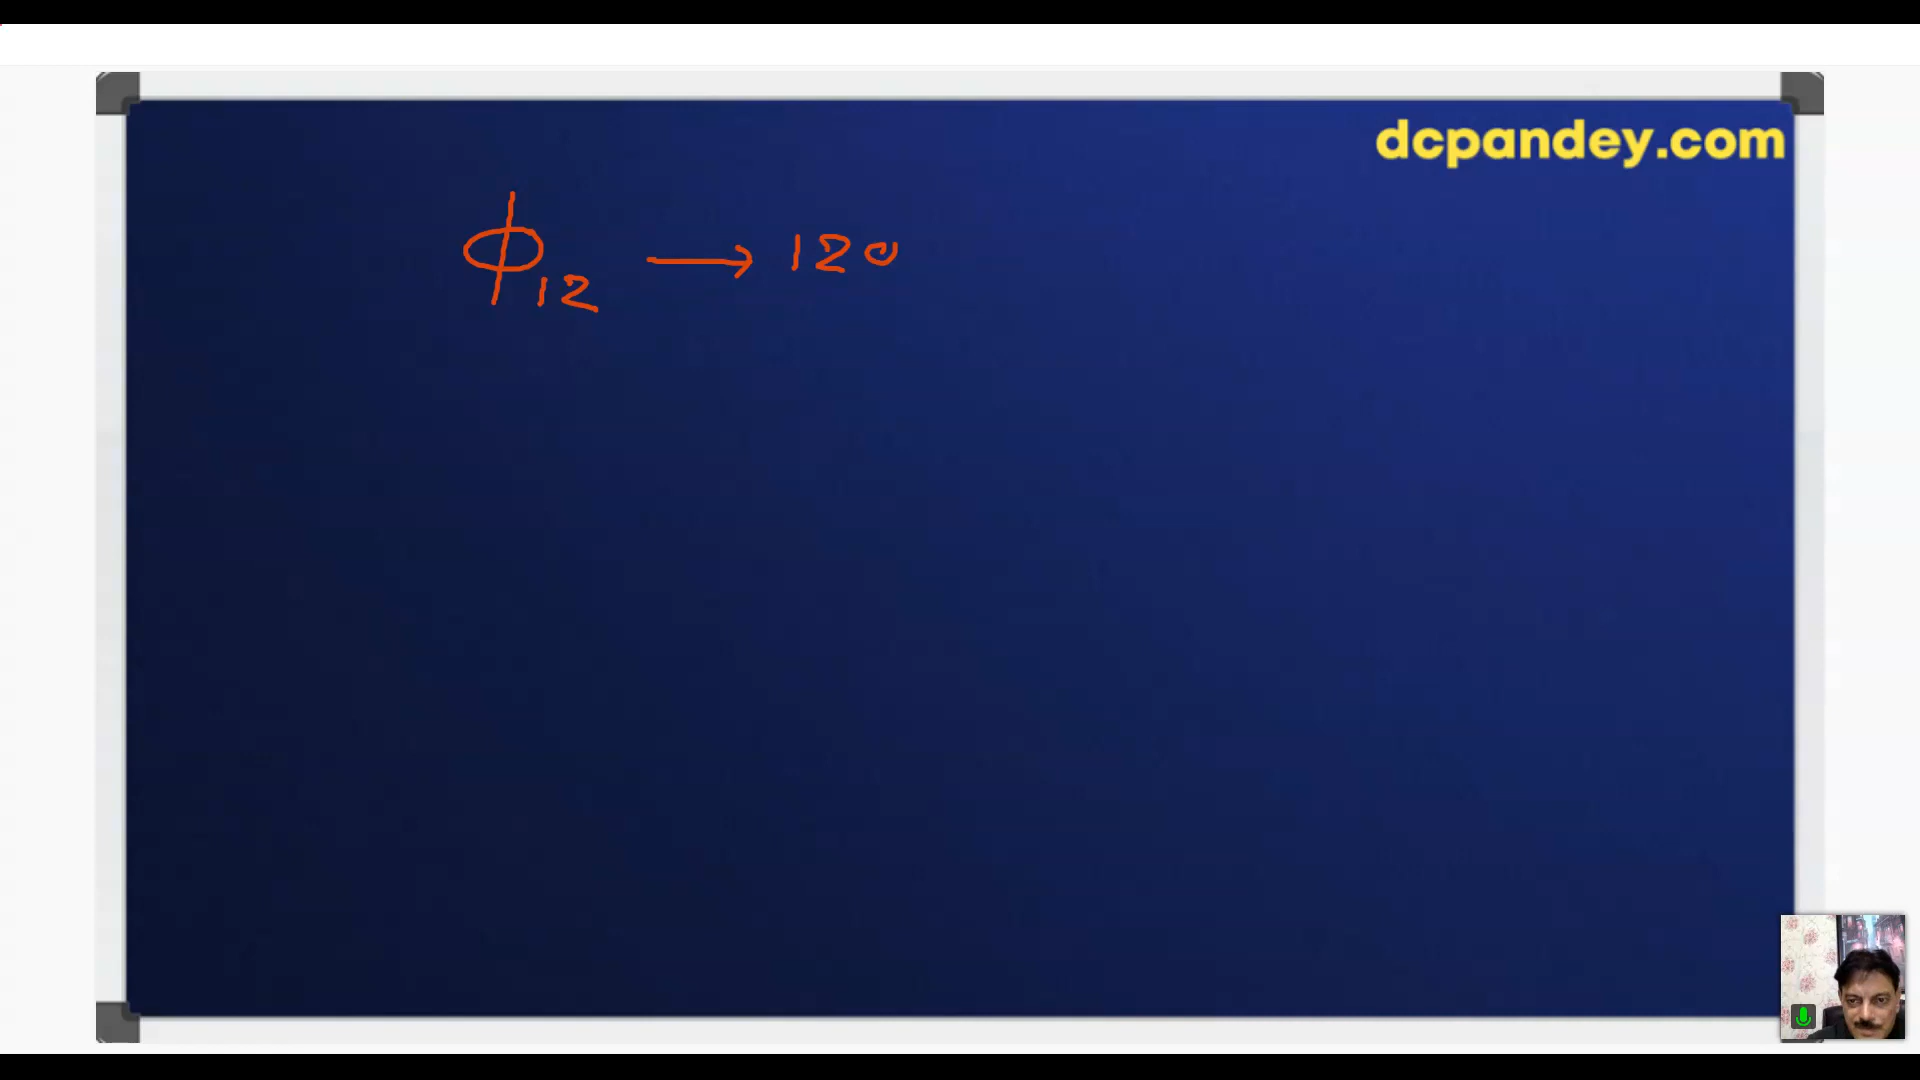 dcpandey.com
ϕ₁₂ → 120